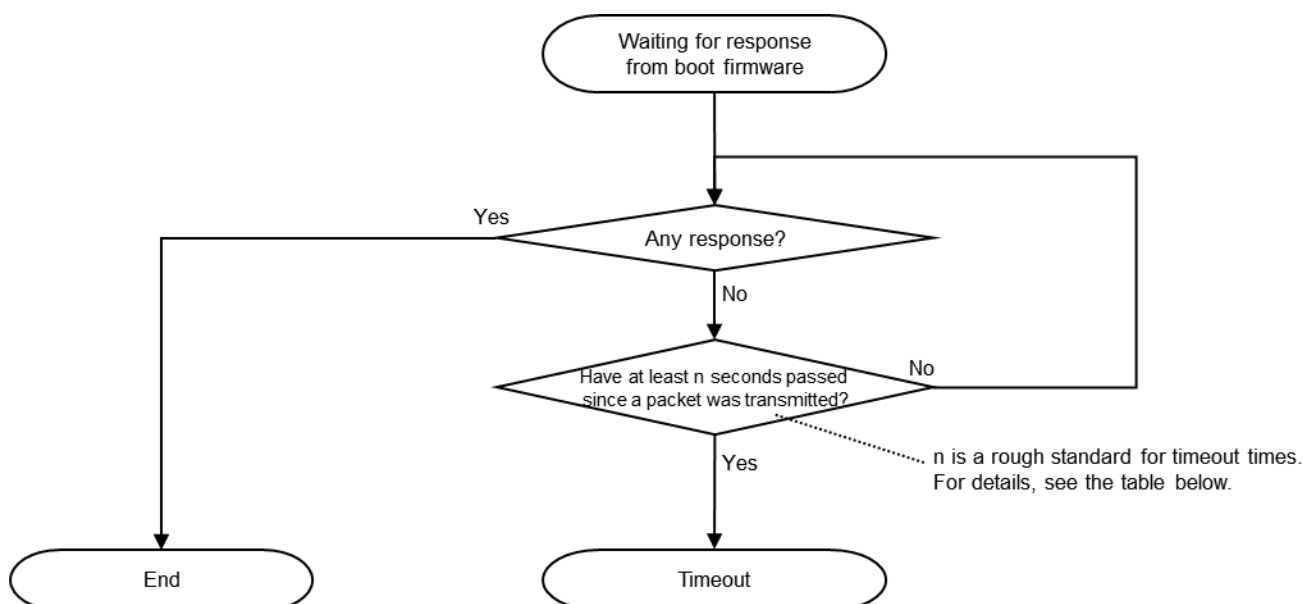 Waiting for response
from boot firmware
Yes
Any response?
No
Have at least n seconds passed
since a packet was transmitted?
No
Yes
n is a rough standard for timeout times.
For details, see the table below.
End
Timeout